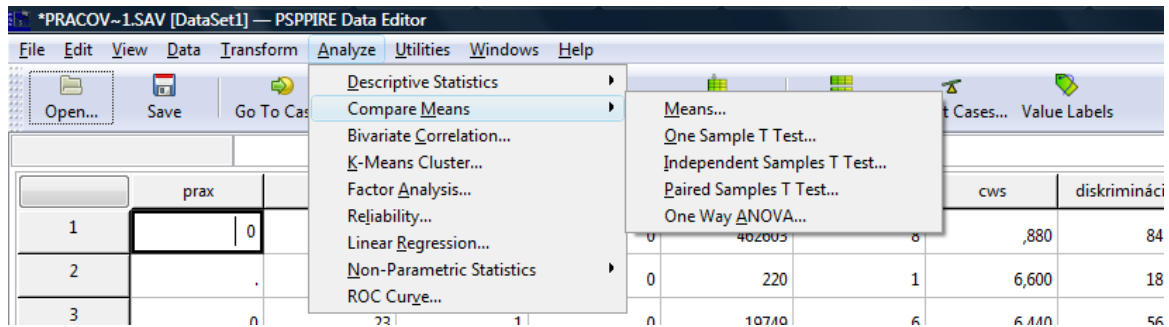 *PRACOV~1.SAV [DataSet1] — PSPPIRE Data Editor
File Edit View Data Transform Analyze Utilities Windows Help
Open... Save Go To Cas t Cases... Value Labels
Descriptive Statistics
Compare Means
Bivariate Correlation...
K-Means Cluster...
Factor Analysis...
Reliability...
Linear Regression...
Non-Parametric Statistics
ROC Curve...
Means...
One Sample T Test...
Independent Samples T Test...
Paired Samples T Test...
One Way ANOVA...
prax cws diskrimináci
1 0 0 462603 8 ,880 84
2 . 0 220 1 6,600 18
3 0 23 1 0 19749 6 6,440 56